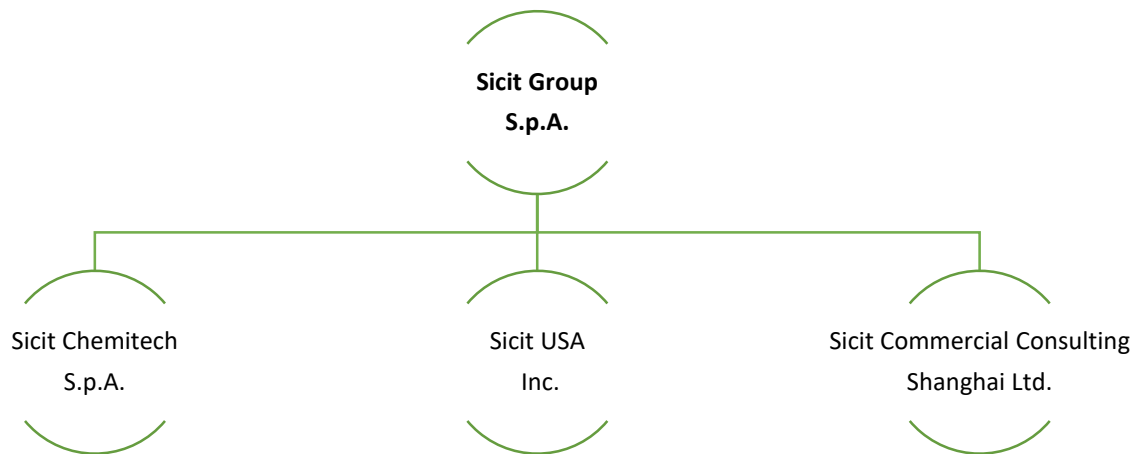 Sicit Group
S.p.A.
Sicit Chemitech
S.p.A.
Sicit USA
Inc.
Sicit Commercial Consulting
Shanghai Ltd.